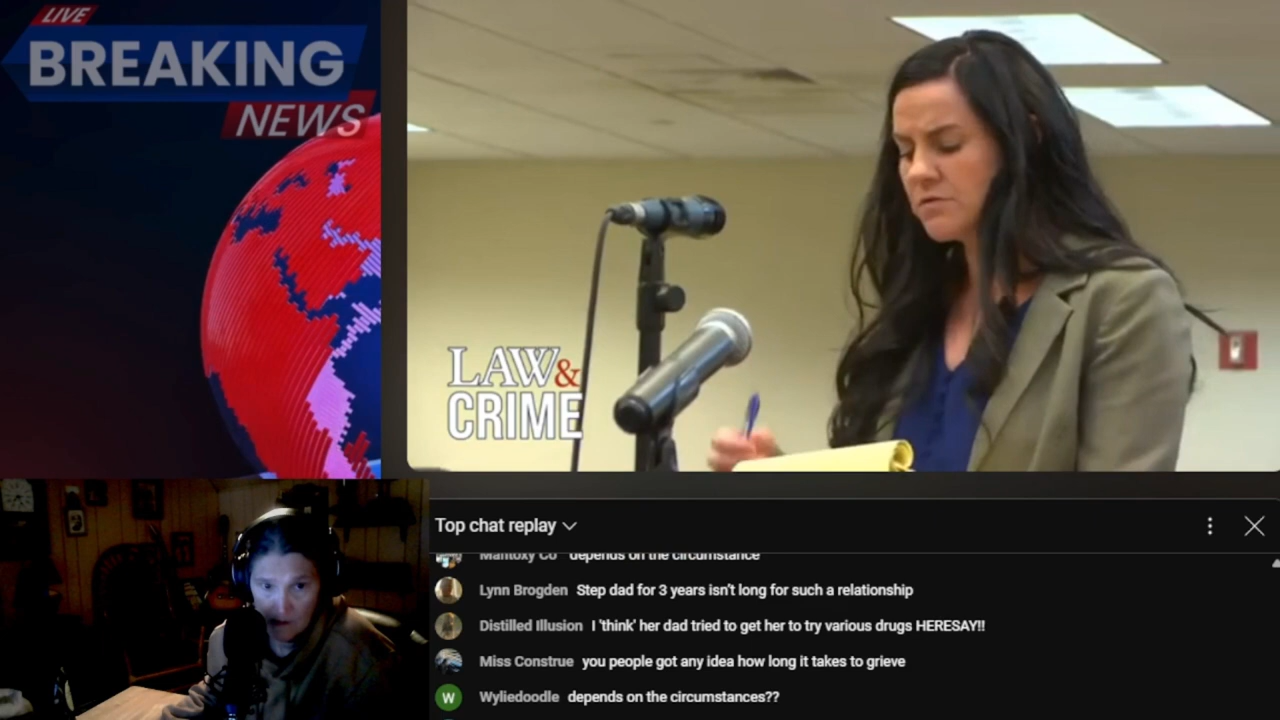 LIVE
BREAKING
NEWS
LAW&
CRIME
Top chat replay
Mantoxy Co depends on the circumstance
Lynn Brogden Step dad for 3 years isn't long for such a relationship
Distilled Illusion I 'think' her dad tried to get her to try various drugs HERESAY!!
Miss Construe you people got any idea how long it takes to grieve
W Wyliedoodle depends on the circumstances??